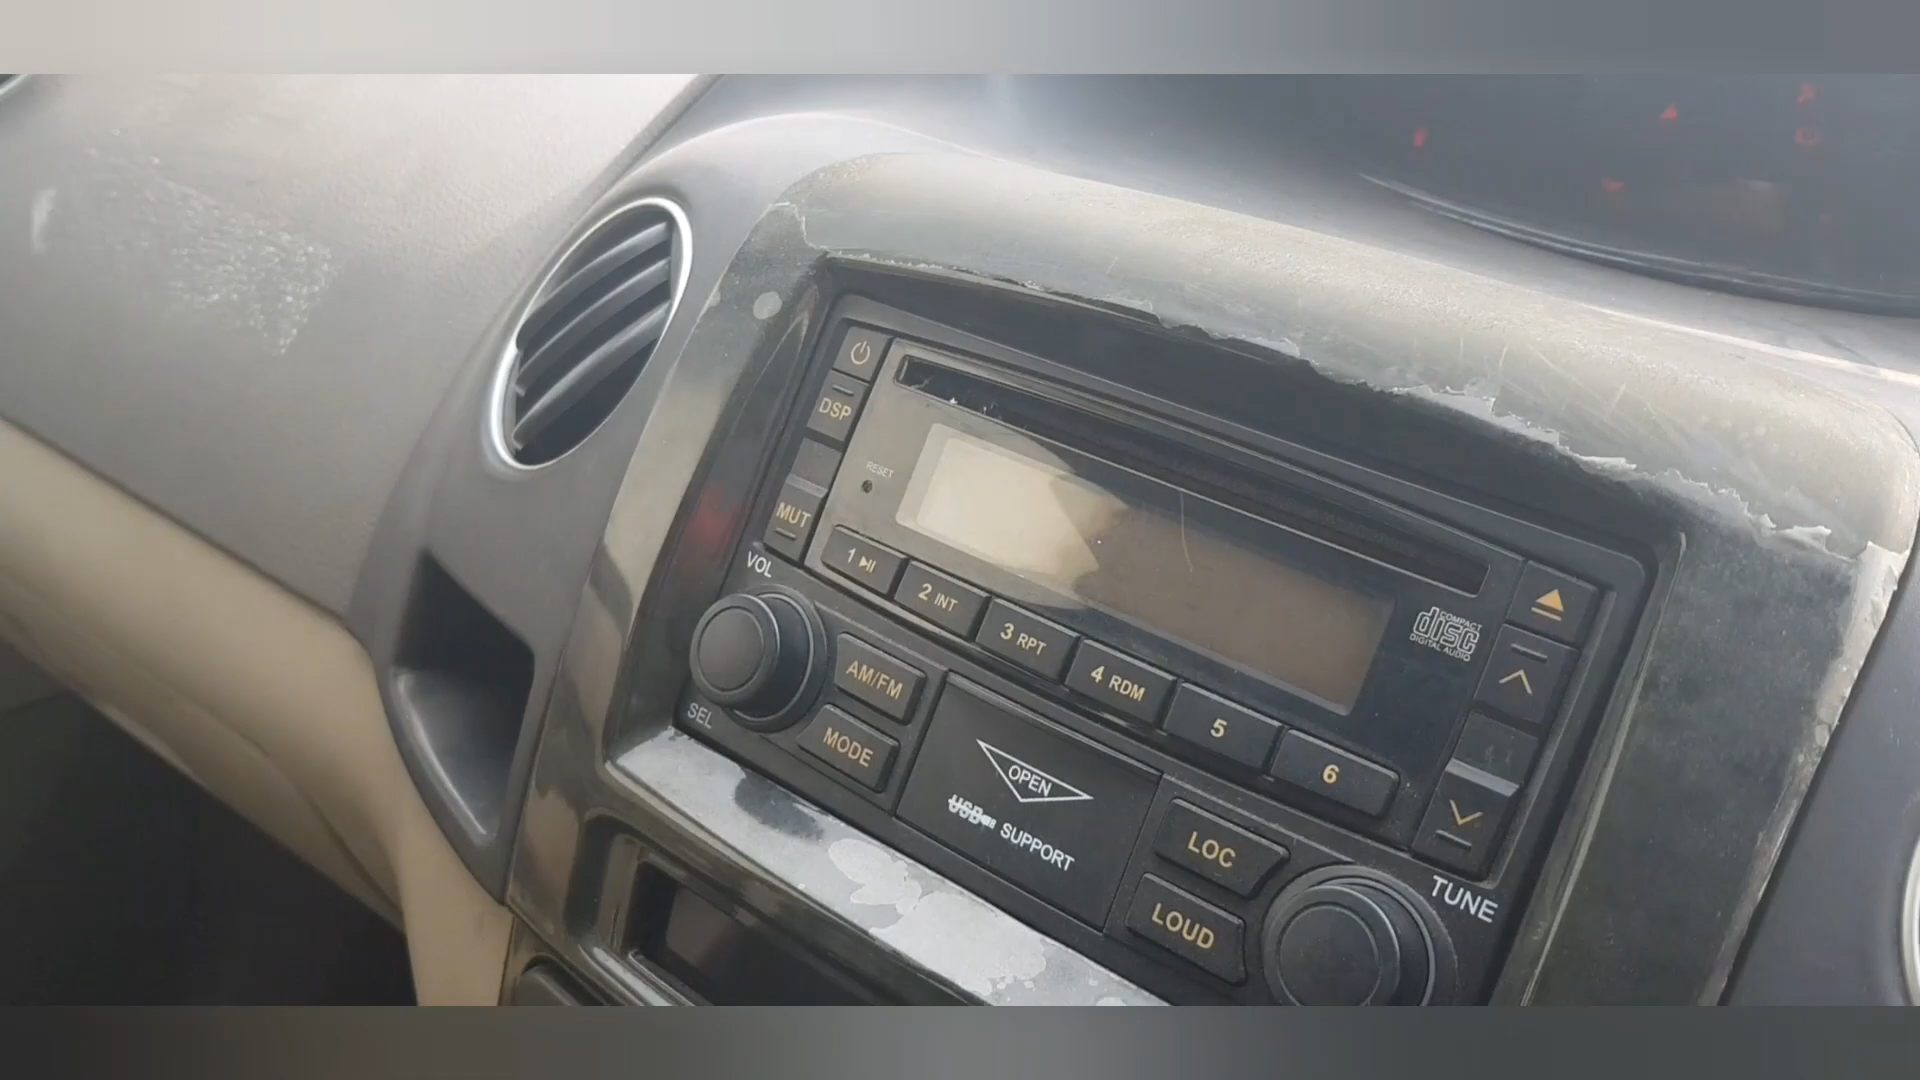 DSP
RESET
MUT
VOL
1
2 INT
3 RPT
4 RDM
5
6
COMPACT
disc
DIGITAL AUDIO
AM/FM
SEL
MODE
OPEN
USB
SUPPORT
LOC
LOUD
TUNE